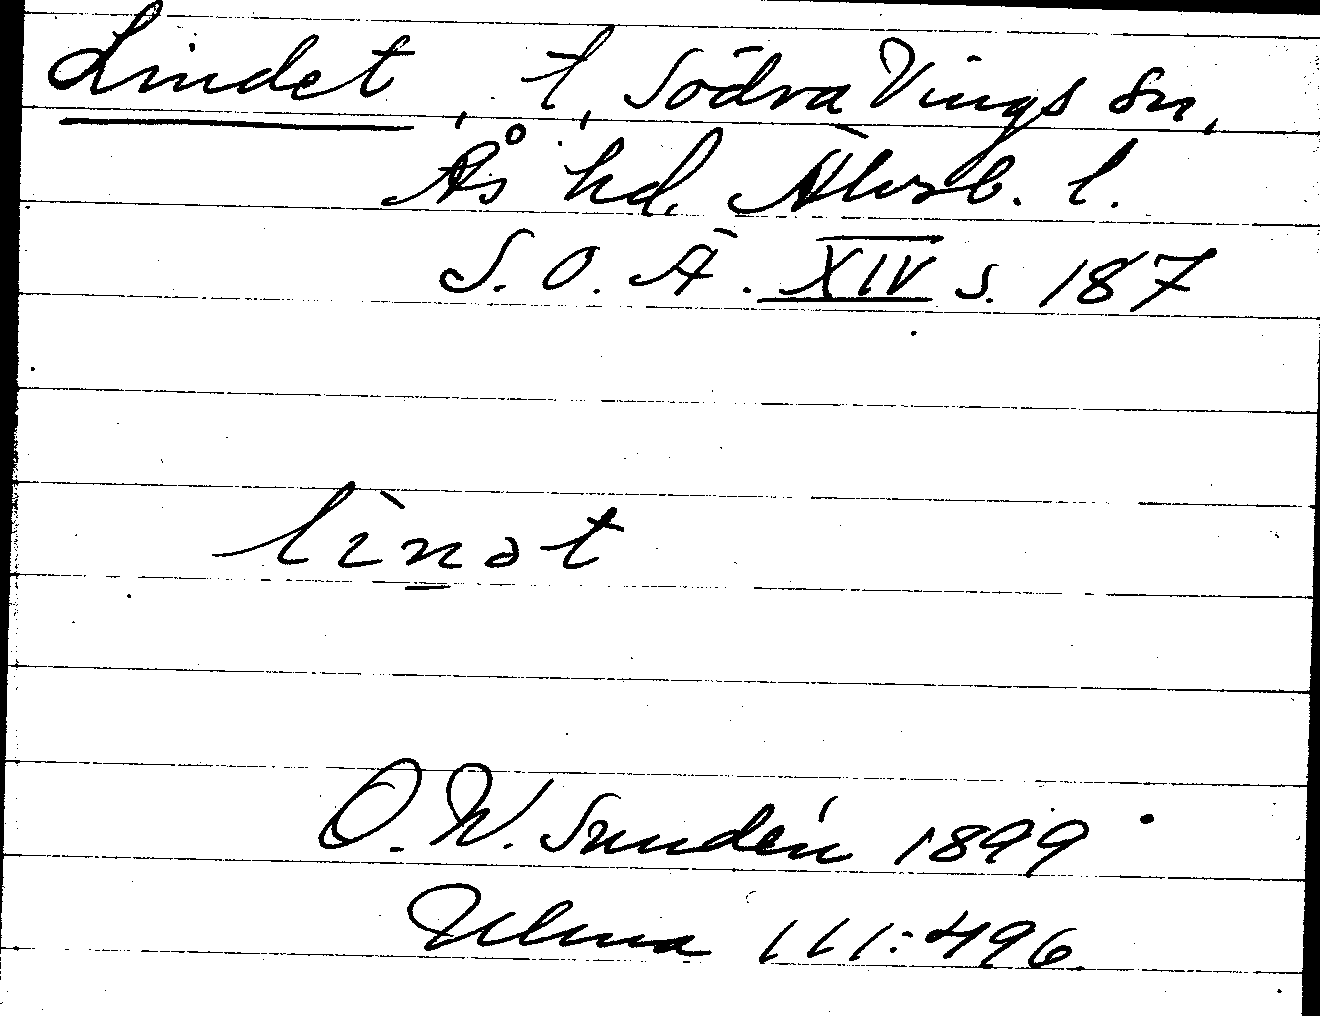 Lindet, t, Södra Vings sn,
Ås hd. Älvsb. l.
S. O. Ä. XIV s. 187
lìnət
O. W. Sundén 1899
Ulma 111:496.